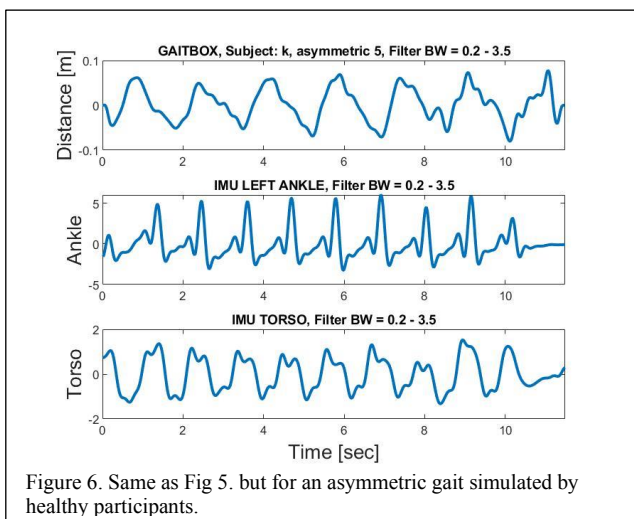 GAITBOX, Subject: k, asymmetric 5, Filter BW = 0.2 - 3.5
Distance [m]
0.1
0
-0.1
0 2 4 6 8 10
IMU LEFT ANKLE, Filter BW = 0.2 - 3.5
Ankle
5
0
-5
0 2 4 6 8 10
IMU TORSO, Filter BW = 0.2 - 3.5
Torso
2
0
-2
0 2 4 6 8 10
Time [sec]
Figure 6. Same as Fig 5. but for an asymmetric gait simulated by
healthy participants.